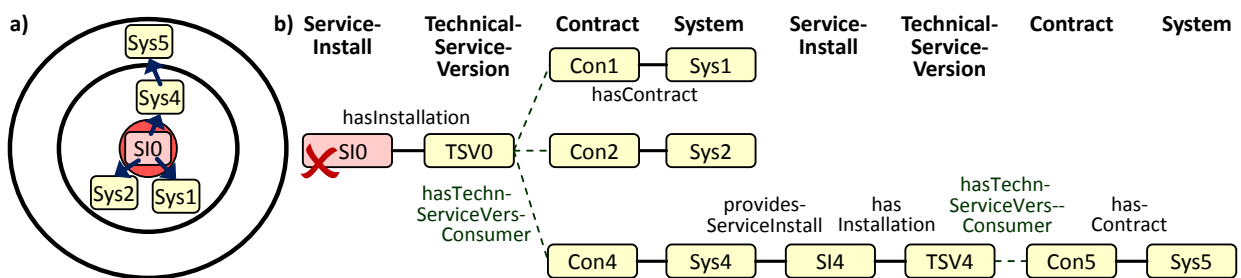 a)
Sys5
Sys4
SI0
Sys2
Sys1
b)
Service-
Install
Technical-
Service-
Version
Contract
System
Service-
Install
Technical-
Service-
Version
Contract
System
Con1
Sys1
hasContract
hasInstallation
SI0
TSV0
Con2
Sys2
hasTechn-
ServiceVers-
Consumer
provides-
ServiceInstall
has
Installation
hasTechn-
ServiceVers--
Consumer
has-
Contract
Con4
Sys4
SI4
TSV4
Con5
Sys5